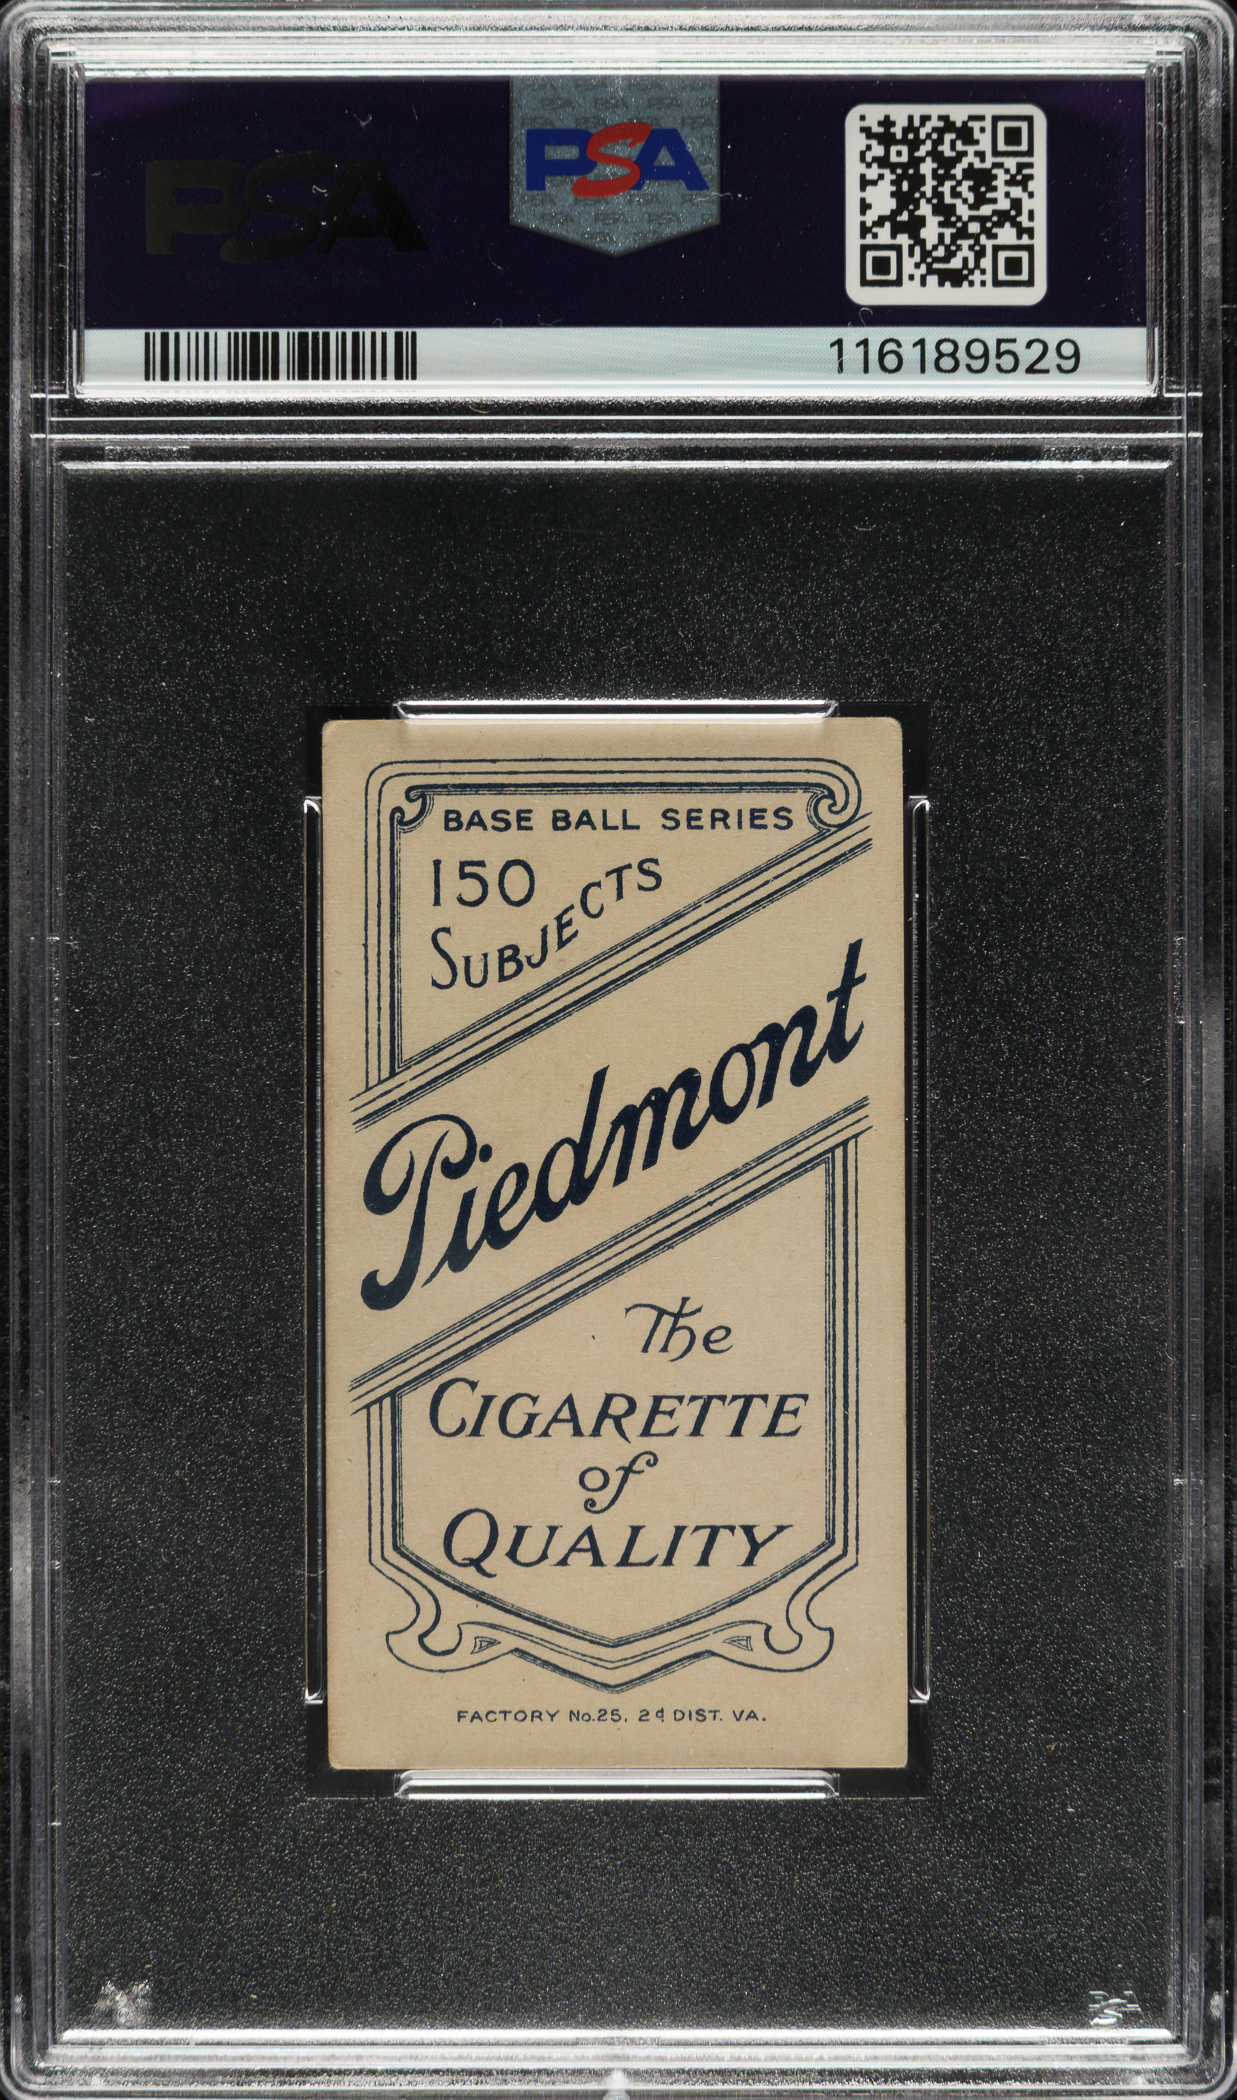 PSA
PSA
116189529
BASE BALL SERIES
150
SUBJECTS
Piedmont
The
CIGARETTE
of
QUALITY
FACTORY No.25, 2d DIST. VA.